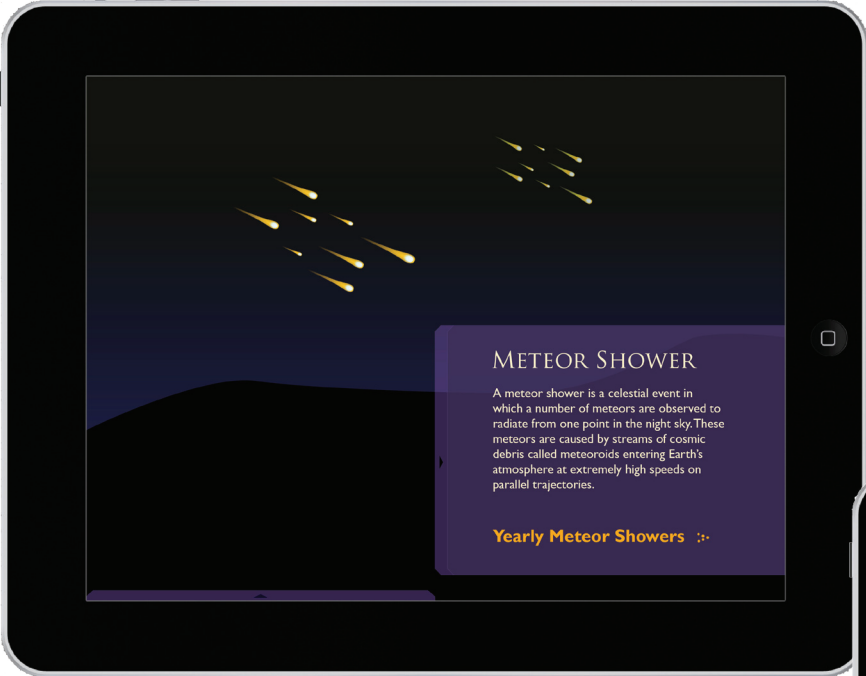 METEOR SHOWER
A meteor shower is a celestial event in
which a number of meteors are observed to
radiate from one point in the night sky. These
meteors are caused by streams of cosmic
debris called meteoroids entering Earth's
atmosphere at extremely high speeds on
parallel trajectories.
Yearly Meteor Showers